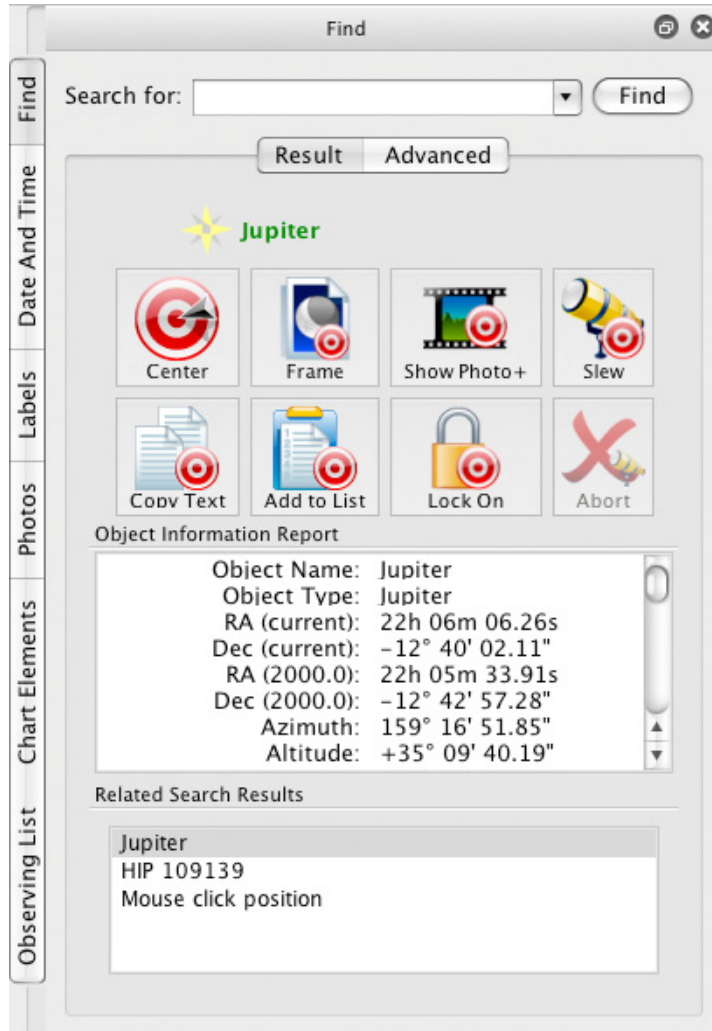 Find
Search for:
Find
Result Advanced
Jupiter
Center Frame Show Photo+ Slew
Copy Text Add to List Lock On Abort
Object Information Report
Object Name: Jupiter
Object Type: Jupiter
RA (current): 22h 06m 06.26s
Dec (current): -12° 40' 02.11"
RA (2000.0): 22h 05m 33.91s
Dec (2000.0): -12° 42' 57.28"
Azimuth: 159° 16' 51.85"
Altitude: +35° 09' 40.19"
Related Search Results
Jupiter
HIP 109139
Mouse click position
Find
Date And Time
Labels
Photos
Chart Elements
Observing List